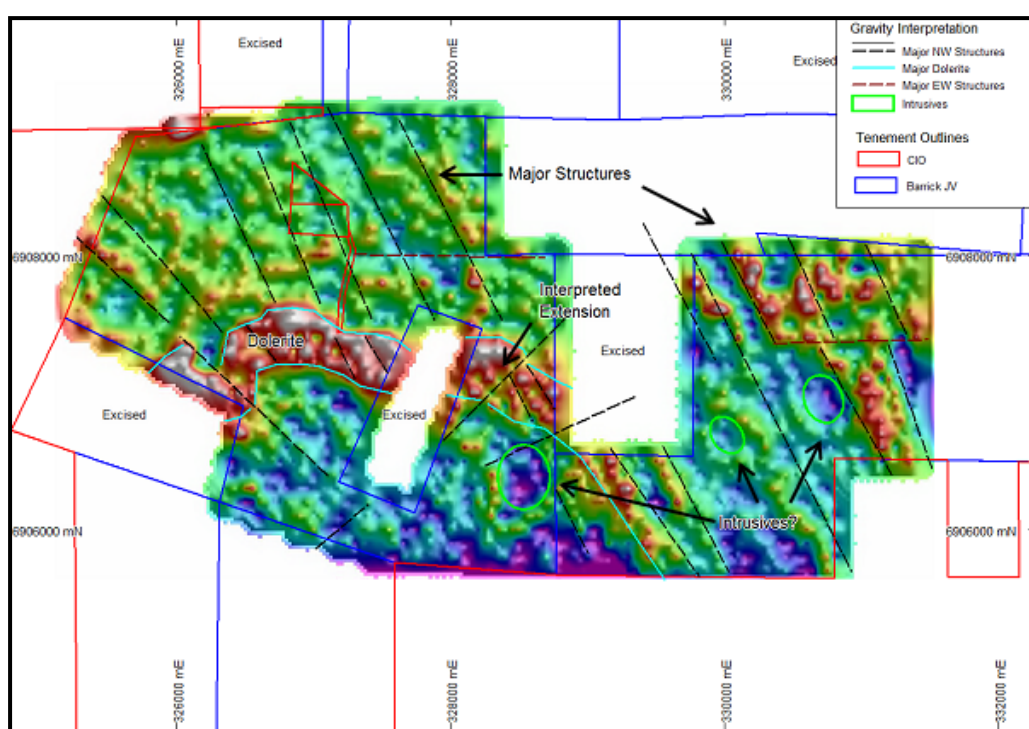 326000 mE
328000 mE
330000 mE
Excised
Excised
Gravity Interpretation
Major NW Structures
Major Dolerite
Major EW Structures
Intrusives
Tenement Outlines
CIO
Barrick JV
Major Structures
6908000 mN
6908000 mN
Interpreted
Extension
Dolerite
Excised
Excised
Excised
Intrusives?
6906000 mN
6906000 mN
326000 mE
328000 mE
330000 mE
332000 mE